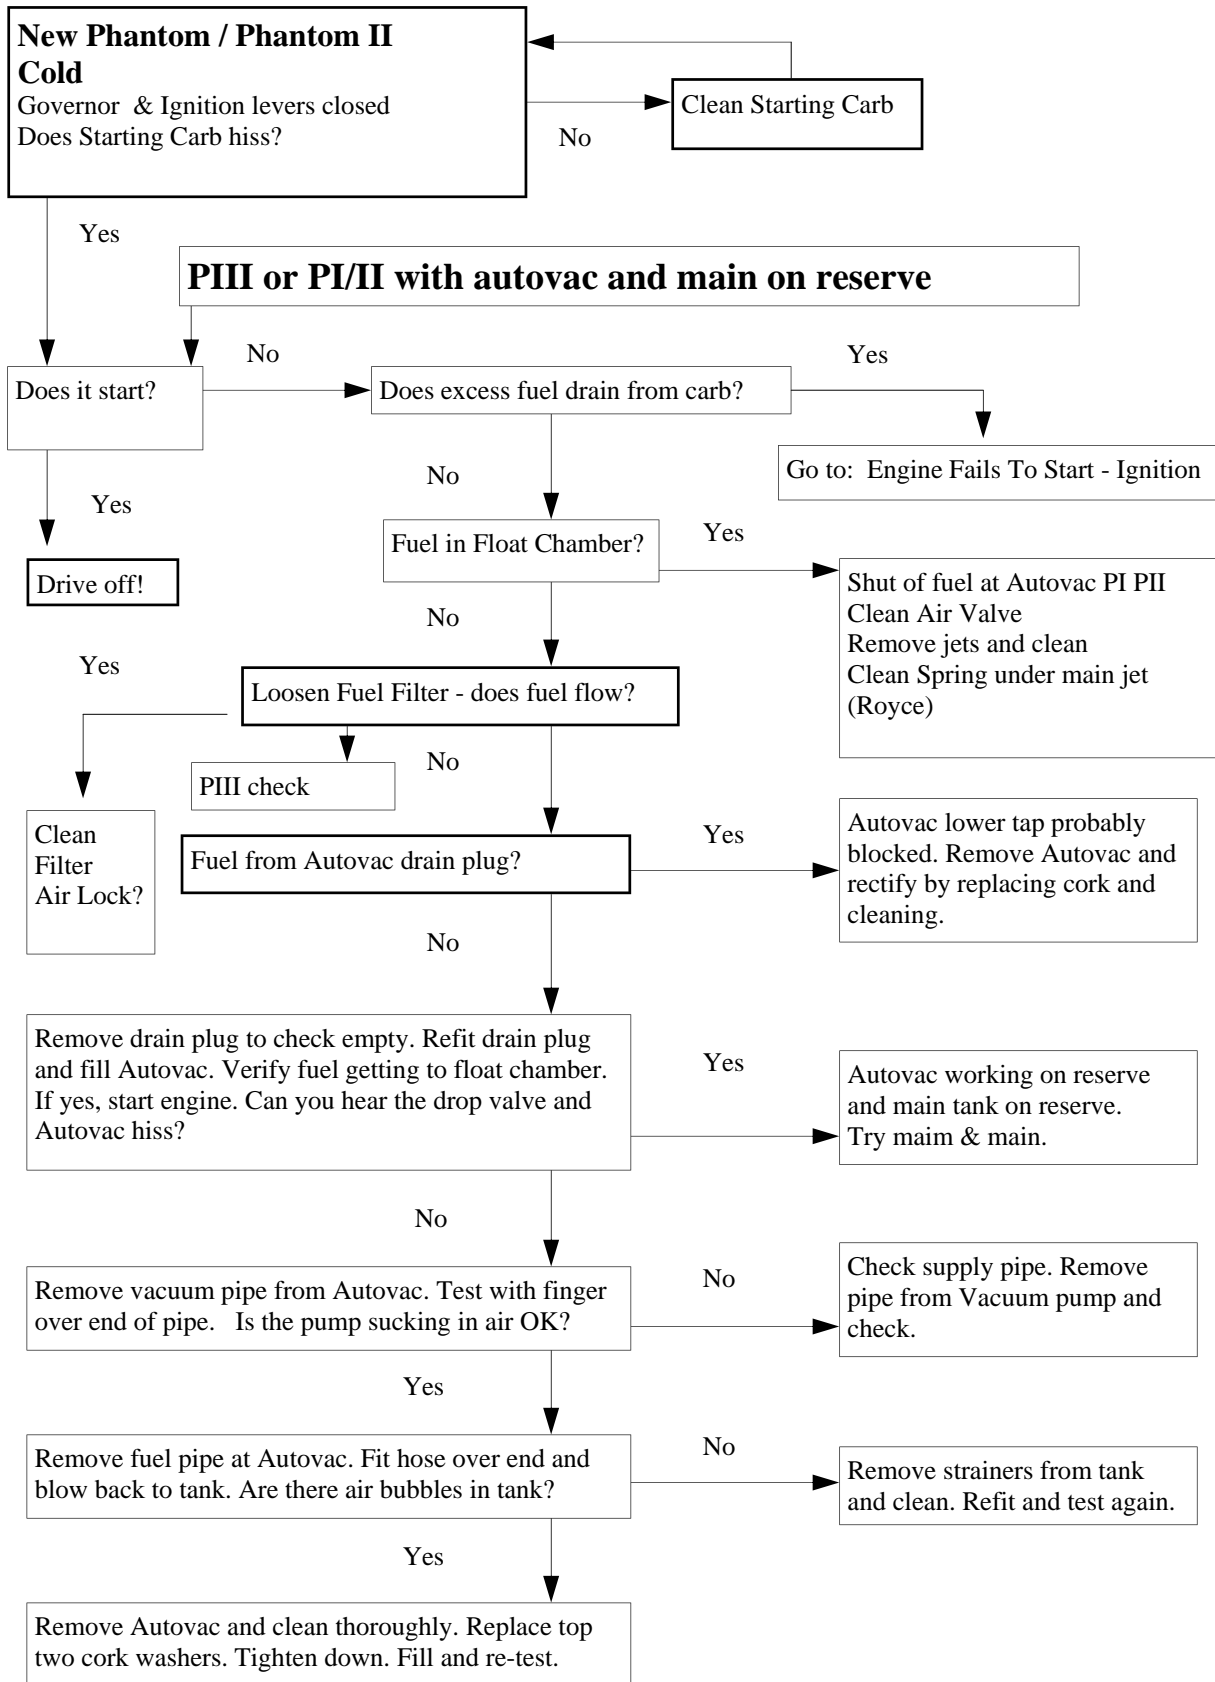 New Phantom / Phantom II
Cold
Governor & Ignition levers closed
Does Starting Carb hiss?
Clean Starting Carb
No
Yes
PIII or PI/II with autovac and main on reserve
No
Yes
Does it start?
Does excess fuel drain from carb?
No
Go to: Engine Fails To Start - Ignition
Yes
Fuel in Float Chamber?
Yes
Drive off!
Shut of fuel at Autovac PI PII
Clean Air Valve
Remove jets and clean
Clean Spring under main jet
(Royce)
No
Yes
Loosen Fuel Filter - does fuel flow?
No
PIII check
Clean
Filter
Air Lock?
Fuel from Autovac drain plug?
Yes
Autovac lower tap probably
blocked. Remove Autovac and
rectify by replacing cork and
cleaning.
No
Remove drain plug to check empty. Refit drain plug
and fill Autovac. Verify fuel getting to float chamber.
If yes, start engine. Can you hear the drop valve and
Autovac hiss?
Yes
Autovac working on reserve
and main tank on reserve.
Try maim & main.
No
Remove vacuum pipe from Autovac. Test with finger
over end of pipe. Is the pump sucking in air OK?
No
Check supply pipe. Remove
pipe from Vacuum pump and
check.
Yes
Remove fuel pipe at Autovac. Fit hose over end and
blow back to tank. Are there air bubbles in tank?
No
Remove strainers from tank
and clean. Refit and test again.
Yes
Remove Autovac and clean thoroughly. Replace top
two cork washers. Tighten down. Fill and re-test.